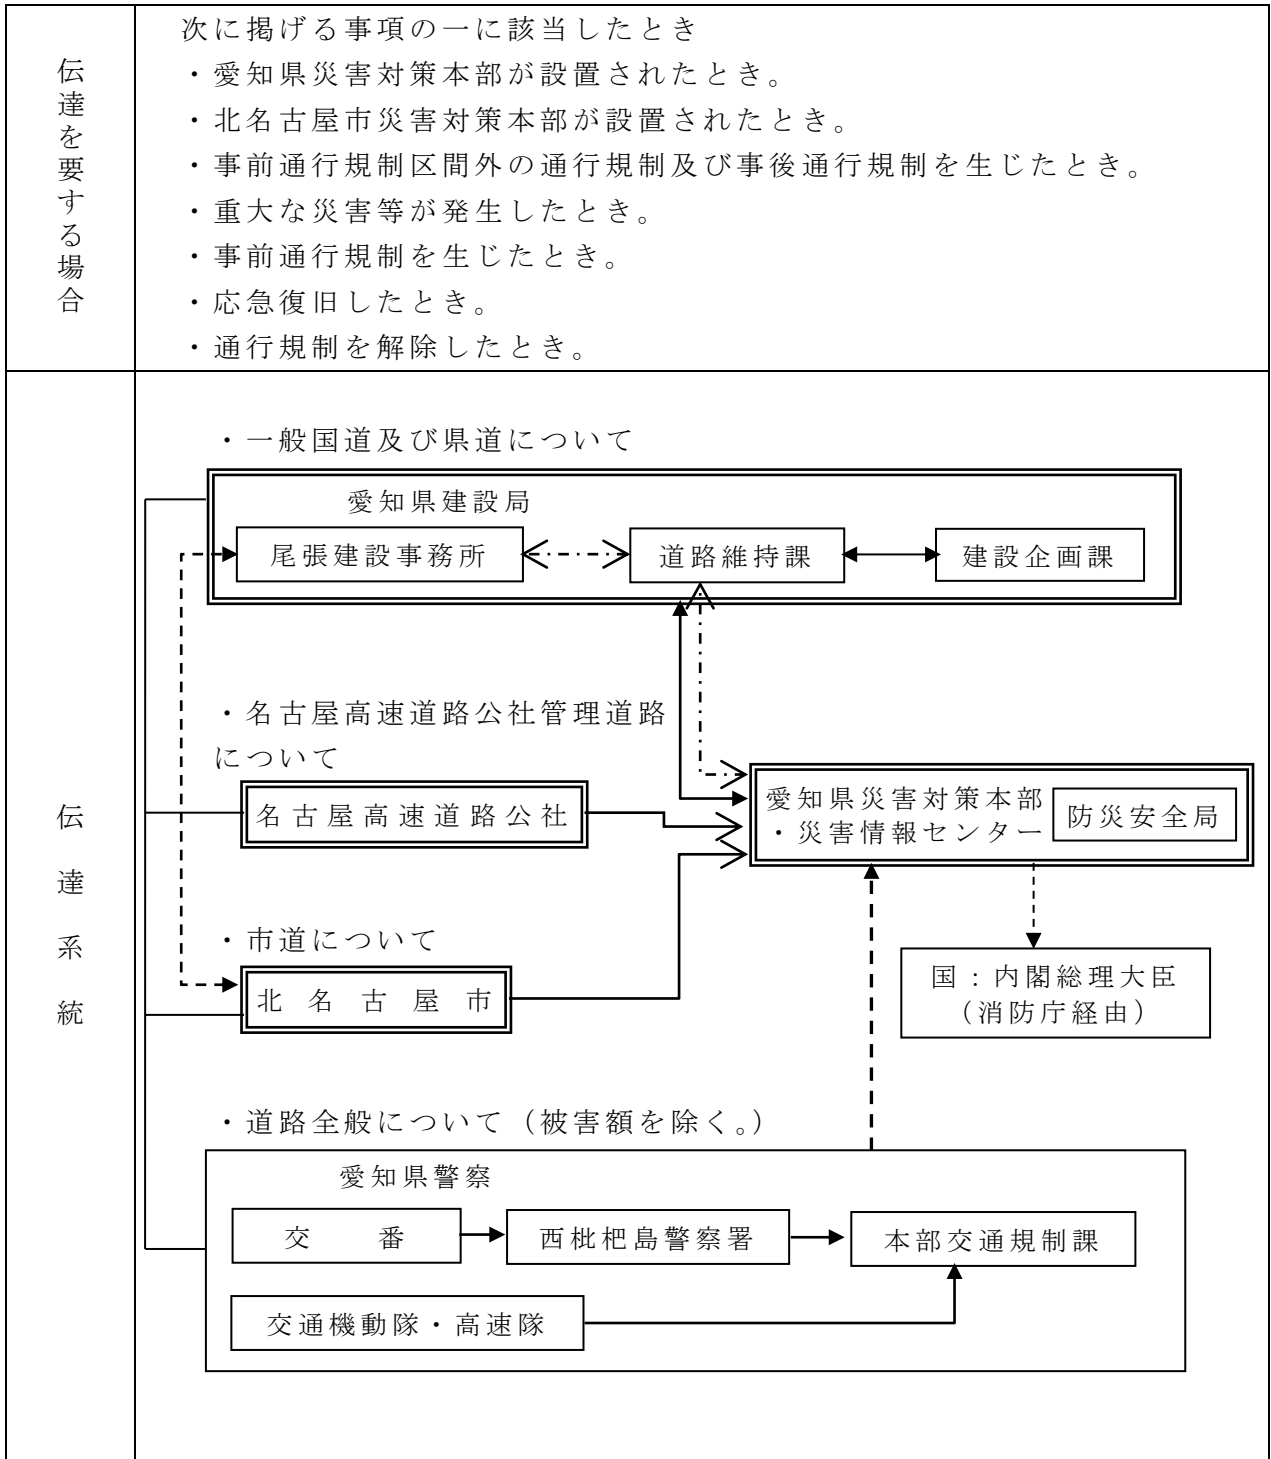 伝達を要する場合
次に掲げる事項の一に該当したとき
・愛知県災害対策本部が設置されたとき。
・北名古屋市災害対策本部が設置されたとき。
・事前通行規制区間外の通行規制及び事後通行規制を生じたとき。
・重大な災害等が発生したとき。
・事前通行規制を生じたとき。
・応急復旧したとき。
・通行規制を解除したとき。
伝達系統
・一般国道及び県道について
愛知県建設局
尾張建設事務所
道路維持課
建設企画課
・名古屋高速道路公社管理道路
について
名古屋高速道路公社
愛知県災害対策本部
・災害情報センター
防災安全局
・市道について
北名古屋市
国:内閣総理大臣
(消防庁経由)
・道路全般について(被害額を除く。)
愛知県警察
交　番
西枇杷島警察署
本部交通規制課
交通機動隊・高速隊